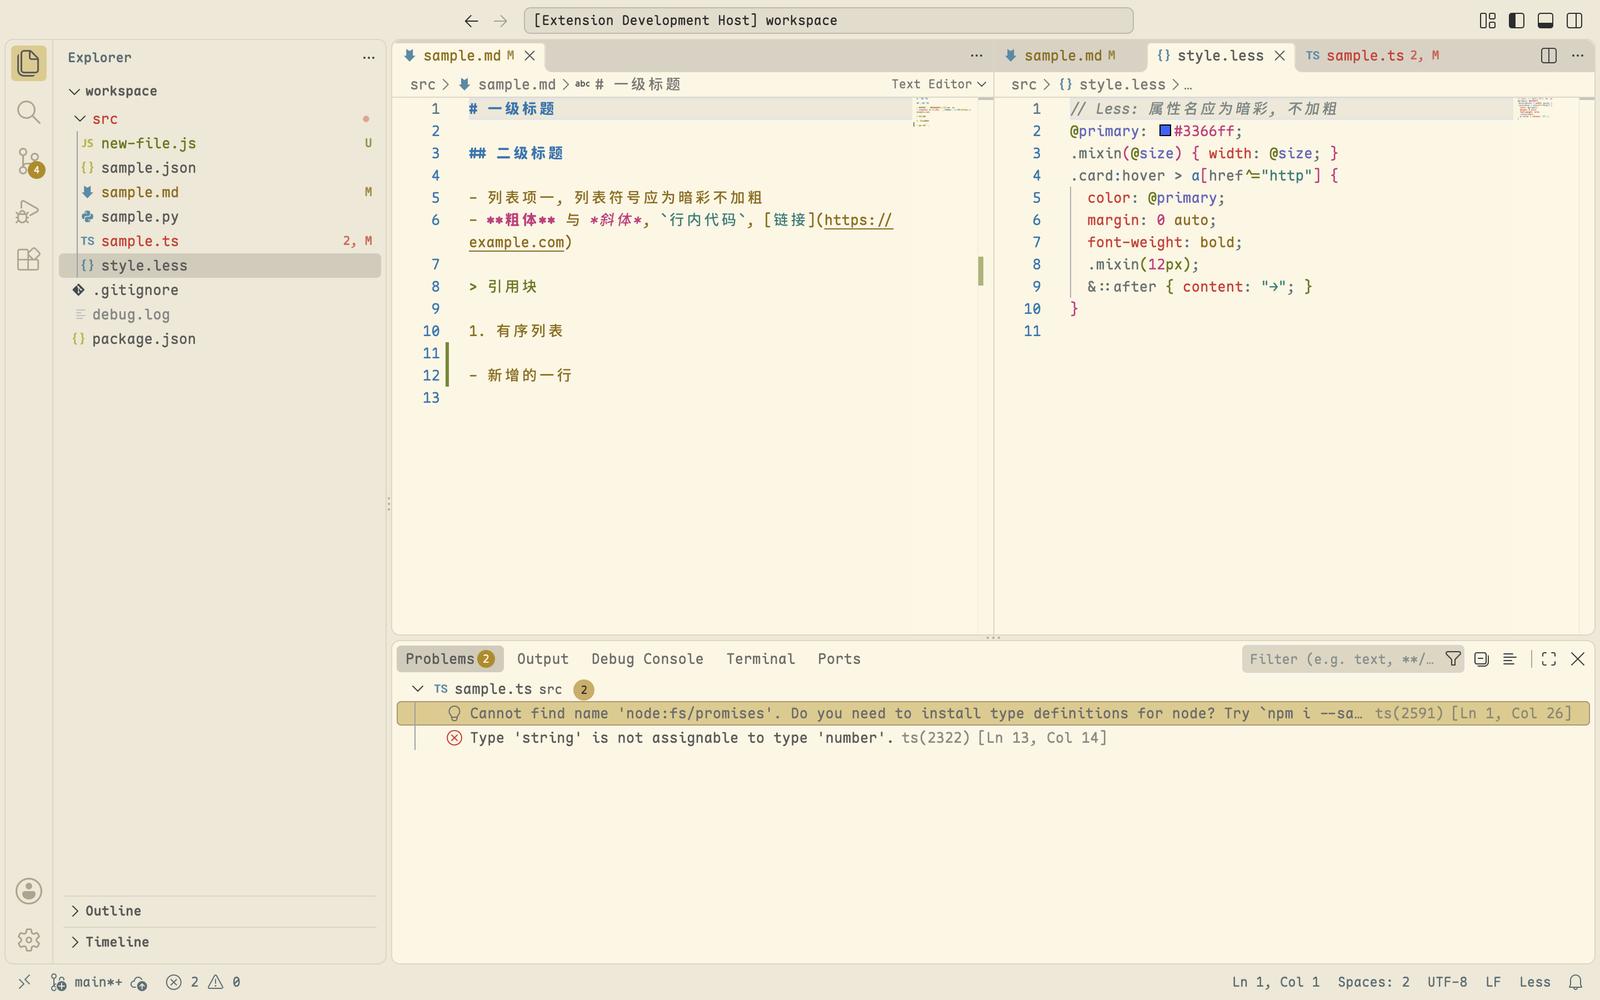 [Extension Development Host] workspace
Explorer
workspace
src
JS new-file.js U
{} sample.json
sample.md M
sample.py
TS sample.ts 2, M
{} style.less
.gitignore
debug.log
{} package.json
Outline
Timeline
4
sample.md M
src > sample.md > abc # 一级标题
Text Editor
1 # 一级标题
2
3 ## 二级标题
4
5 - 列表项一, 列表符号应为暗彩不加粗
6 - **粗体** 与 *斜体*, `行内代码`, [链接](https://
example.com)
7
8 > 引用块
9
10 1. 有序列表
11
12 - 新增的一行
13
sample.md M
{} style.less
TS sample.ts 2, M
src > {} style.less > …
1 // Less: 属性名应为暗彩, 不加粗
2 @primary: #3366ff;
3 .mixin(@size) { width: @size; }
4 .card:hover > a[href^="http"] {
5 color: @primary;
6 margin: 0 auto;
7 font-weight: bold;
8 .mixin(12px);
9 &::after { content: "→"; }
10 }
11
Problems 2 Output Debug Console Terminal Ports
Filter (e.g. text, **/…
TS sample.ts src 2
Cannot find name 'node:fs/promises'. Do you need to install type definitions for node? Try `npm i --sa… ts(2591) [Ln 1, Col 26]
Type 'string' is not assignable to type 'number'. ts(2322) [Ln 13, Col 14]
main*+ 2 0
Ln 1, Col 1 Spaces: 2 UTF-8 LF Less